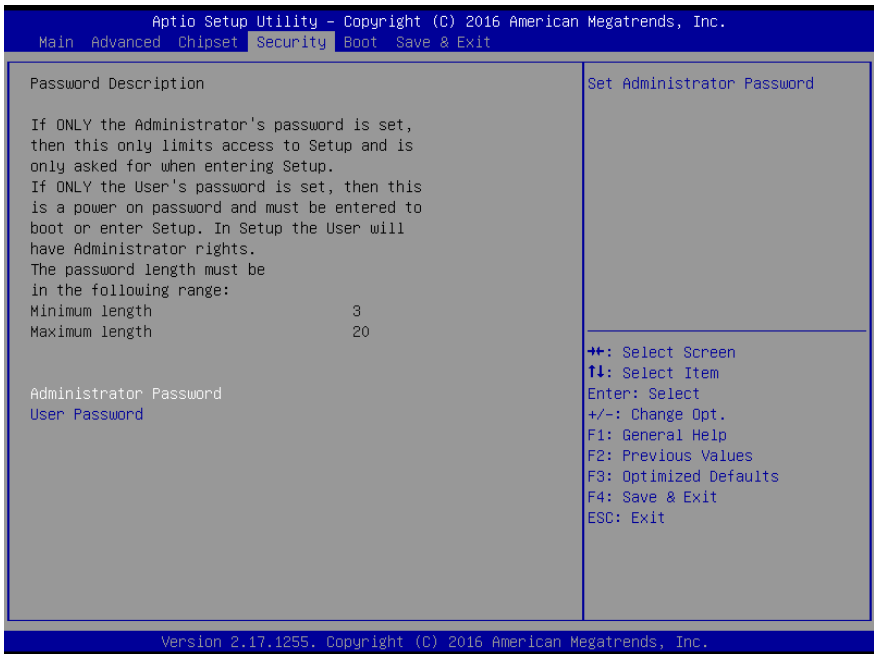 Aptio Setup Utility – Copyright (C) 2016 American Megatrends, Inc.
Main Advanced Chipset Security Boot Save & Exit
Password Description
If ONLY the Administrator's password is set,
then this only limits access to Setup and is
only asked for when entering Setup.
If ONLY the User's password is set, then this
is a power on password and must be entered to
boot or enter Setup. In Setup the User will
have Administrator rights.
The password length must be
in the following range:
Minimum length 3
Maximum length 20
Administrator Password
User Password
Set Administrator Password
→←: Select Screen
↑↓: Select Item
Enter: Select
+/-: Change Opt.
F1: General Help
F2: Previous Values
F3: Optimized Defaults
F4: Save & Exit
ESC: Exit
Version 2.17.1255. Copyright (C) 2016 American Megatrends, Inc.